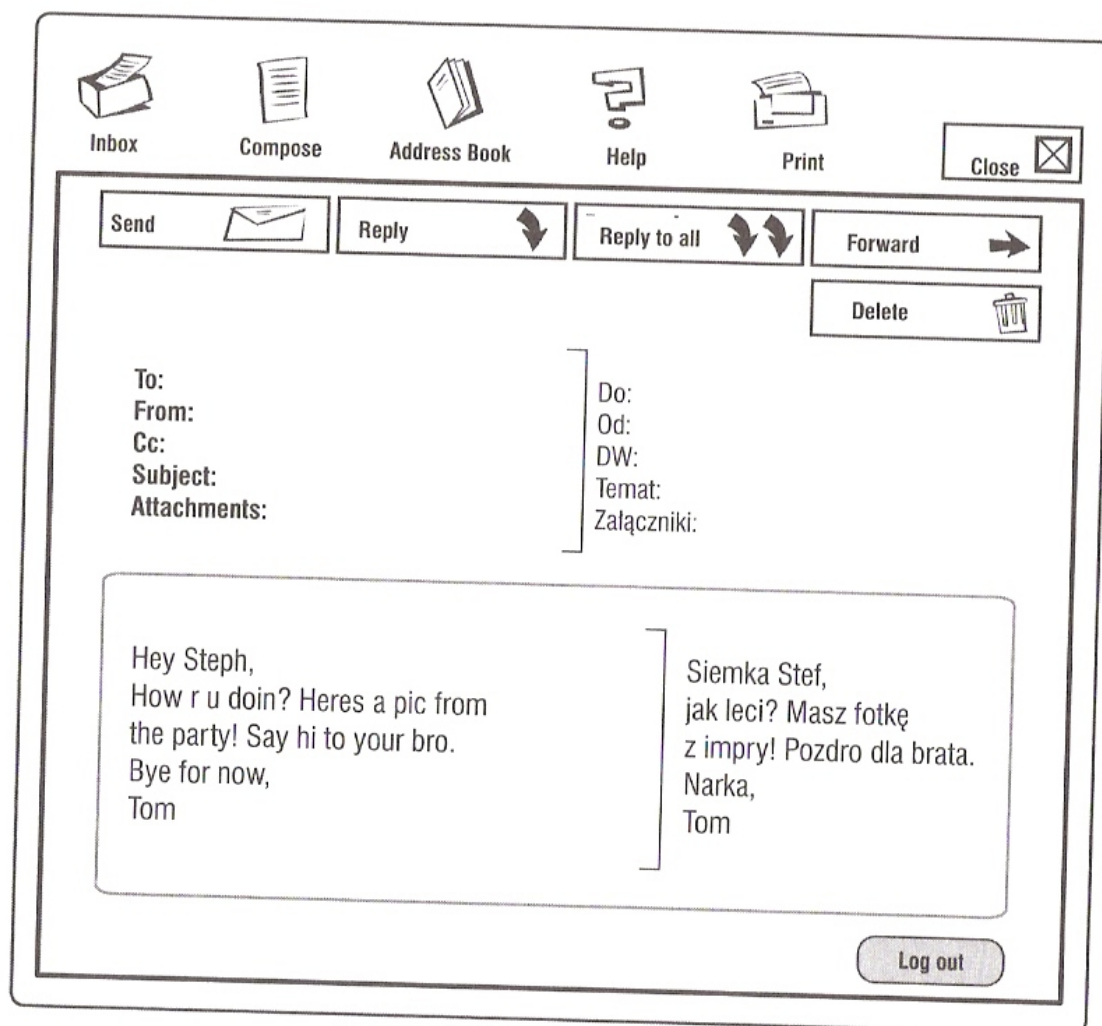 Inbox
Compose
Address Book
Help
Print
Close
Send
Reply
Reply to all
Forward
Delete
To:
From:
Cc:
Subject:
Attachments:
Do:
Od:
DW:
Temat:
Załączniki:
Hey Steph,
How r u doin? Heres a pic from
the party! Say hi to your bro.
Bye for now,
Tom
Siemka Stef,
jak leci? Masz fotkę
z impry! Pozdro dla brata.
Narka,
Tom
Log out